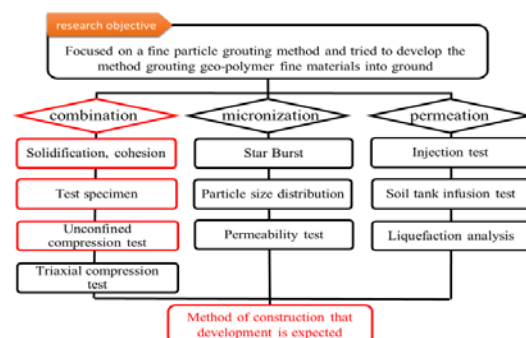 research objective
Focused on a fine particle grouting method and tried to develop the
method grouting geo-polymer fine materials into ground
combination
micronization
permeation
Solidification, cohesion
Star Burst
Injection test
Test specimen
Particle size distribution
Soil tank infusion test
Unconfined
compression test
Permeability test
Liquefaction analysis
Triaxial compression
test
Method of construction that
development is expected